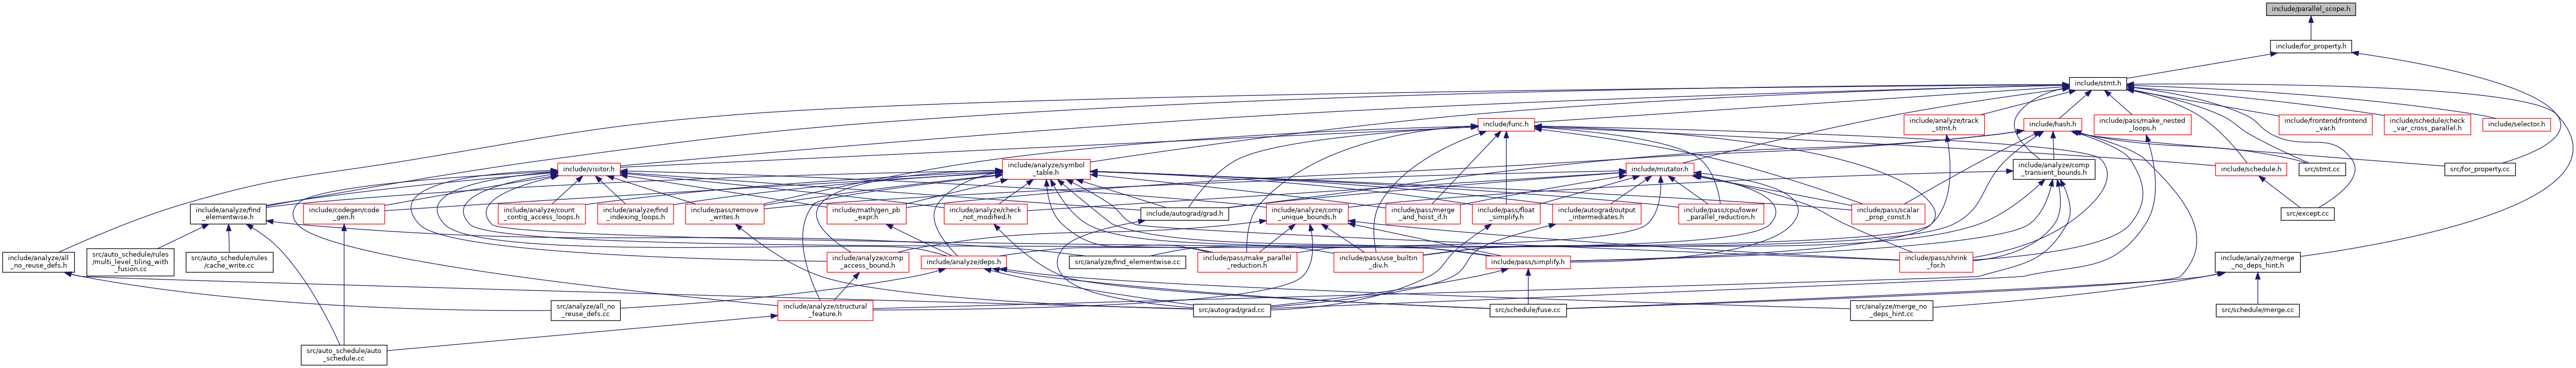 include/parallel_scope.h
include/for_property.h
include/stmt.h
include/func.h
include/analyze/track
_stmt.h
include/hash.h
include/pass/make_nested
_loops.h
include/frontend/frontend
_var.h
include/schedule/check
_var_cross_parallel.h
include/selector.h
include/visitor.h
include/analyze/symbol
_table.h
include/mutator.h
include/analyze/comp
_transient_bounds.h
include/schedule.h
src/stmt.cc
src/for_property.cc
include/analyze/find
_elementwise.h
include/codegen/code
_gen.h
include/analyze/count
_contig_access_loops.h
include/analyze/find
_indexing_loops.h
include/pass/remove
_writes.h
include/math/gen_pb
_expr.h
include/analyze/check
_not_modified.h
include/autograd/grad.h
include/analyze/comp
_unique_bounds.h
include/pass/merge
_and_hoist_if.h
include/pass/float
_simplify.h
include/autograd/output
_intermediates.h
include/pass/cpu/lower
_parallel_reduction.h
include/pass/scalar
_prop_const.h
src/except.cc
include/analyze/all
_no_reuse_defs.h
src/auto_schedule/rules
/multi_level_tiling_with
_fusion.cc
src/auto_schedule/rules
/cache_write.cc
include/analyze/comp
_access_bound.h
include/analyze/deps.h
src/analyze/find_elementwise.cc
include/pass/make_parallel
_reduction.h
include/pass/use_builtin
_div.h
include/pass/simplify.h
include/pass/shrink
_for.h
include/analyze/merge
_no_deps_hint.h
src/analyze/all_no
_reuse_defs.cc
include/analyze/structural
_feature.h
src/autograd/grad.cc
src/schedule/fuse.cc
src/analyze/merge_no
_deps_hint.cc
src/schedule/merge.cc
src/auto_schedule/auto
_schedule.cc